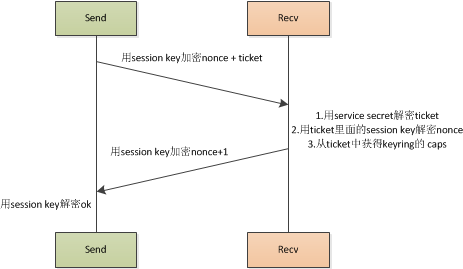 Send
Recv
用session key加密nonce + ticket
1.用service secret解密ticket
2.用ticket里面的session key解密nonce
3.从ticket中获得keyring的 caps
用session key加密nonce+1
用session key解密ok
Send
Recv